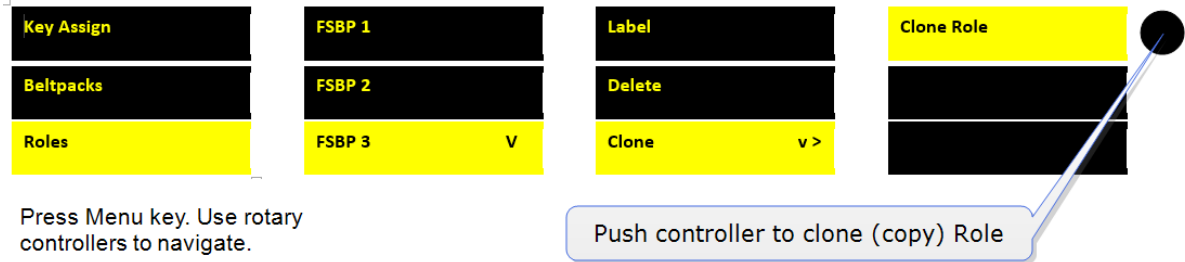 Key Assign
Beltpacks
Roles
FSBP 1
FSBP 2
FSBP 3 V
Label
Delete
Clone v >
Clone Role
Press Menu key. Use rotary
controllers to navigate.
Push controller to clone (copy) Role